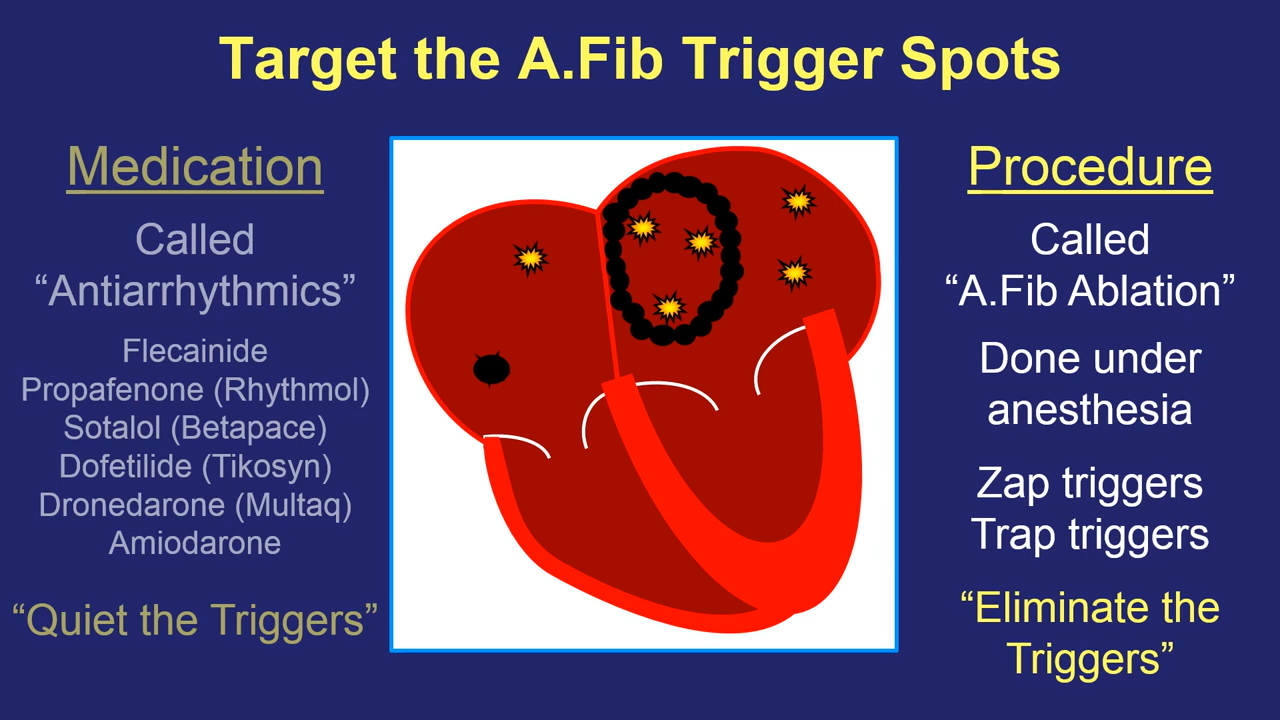 Target the A.Fib Trigger Spots
Medication
Called
“Antiarrhythmics”
Flecainide
Propafenone (Rhythmol)
Sotalol (Betapace)
Dofetilide (Tikosyn)
Dronedarone (Multaq)
Amiodarone
“Quiet the Triggers”
Procedure
Called
“A.Fib Ablation”
Done under
anesthesia
Zap triggers
Trap triggers
“Eliminate the
Triggers”